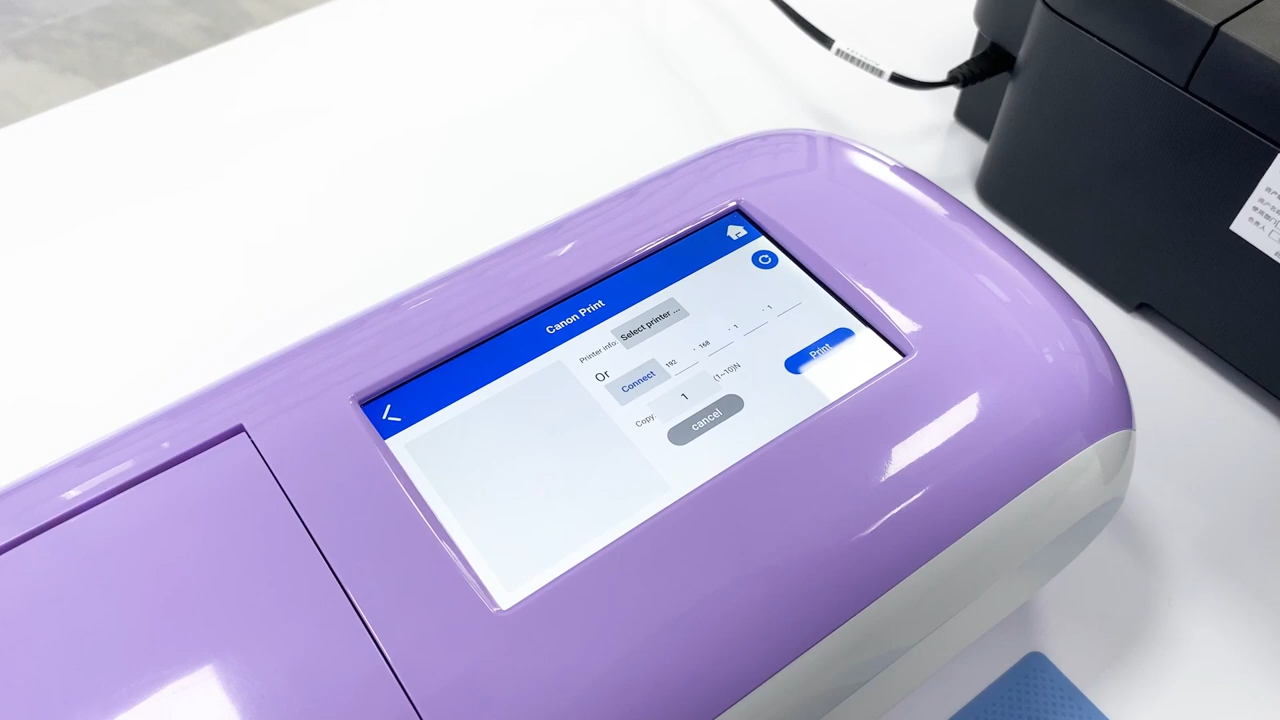 Canon Print
Printer info:
Select printer ...
Or
Connect
192 . 168 . 1 . 1
Copy:
1
(1~10)N
cancel
Print